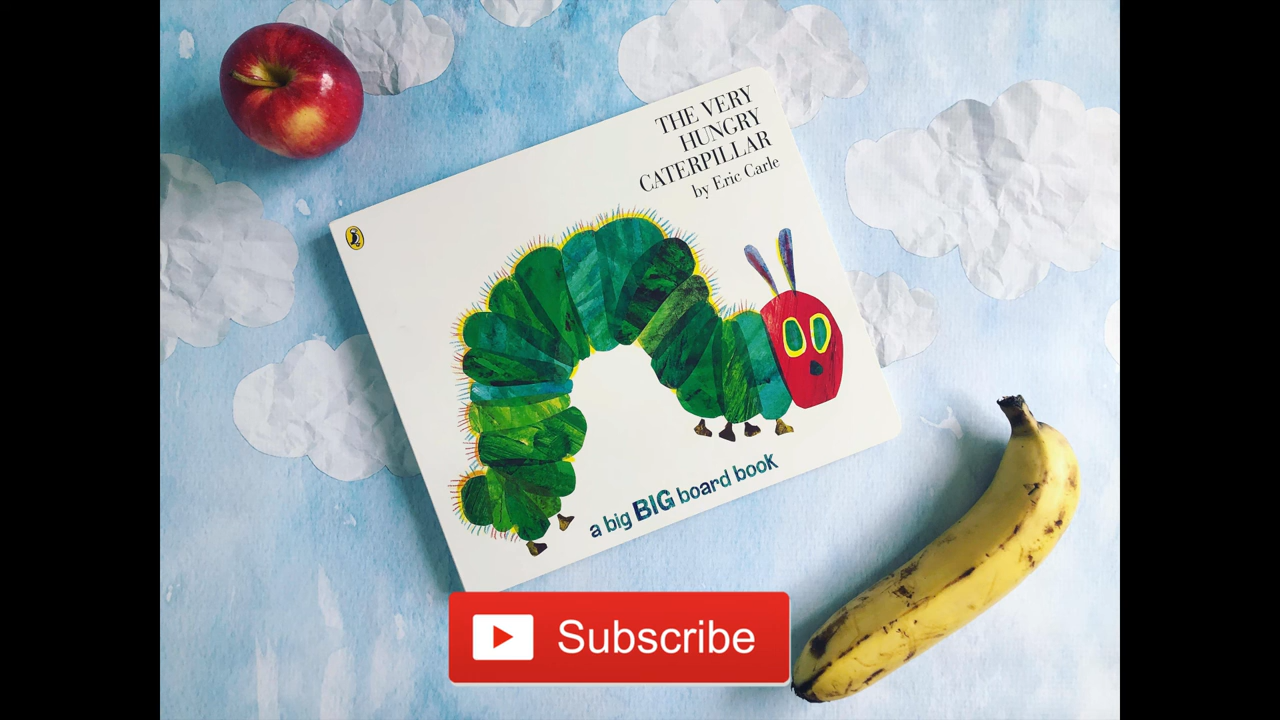 THE VERY
HUNGRY
CATERPILLAR
by Eric Carle
a big BIG board book
Subscribe